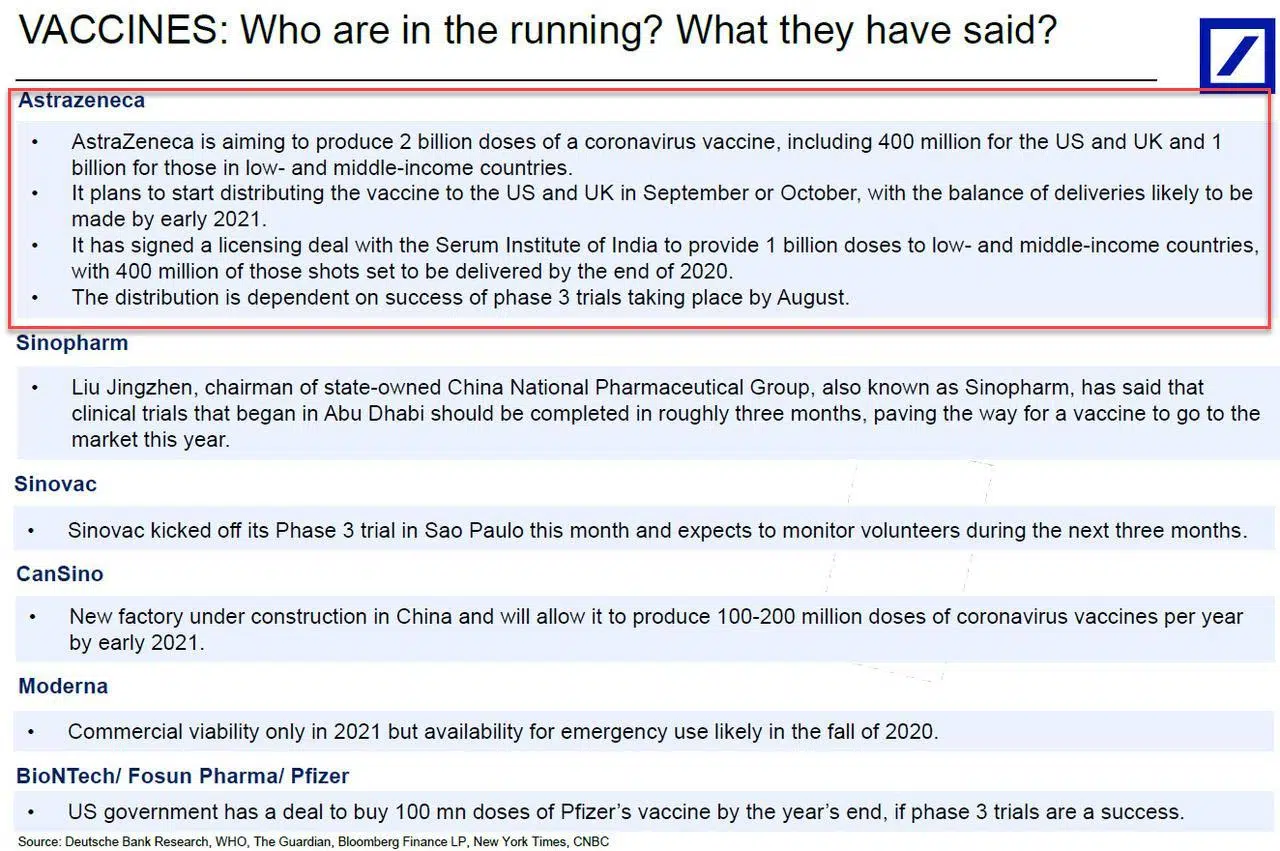 VACCINES: Who are in the running? What they have said?
Astrazeneca
• AstraZeneca is aiming to produce 2 billion doses of a coronavirus vaccine, including 400 million for the US and UK and 1
billion for those in low- and middle-income countries.
• It plans to start distributing the vaccine to the US and UK in September or October, with the balance of deliveries likely to be
made by early 2021.
• It has signed a licensing deal with the Serum Institute of India to provide 1 billion doses to low- and middle-income countries,
with 400 million of those shots set to be delivered by the end of 2020.
• The distribution is dependent on success of phase 3 trials taking place by August.
Sinopharm
• Liu Jingzhen, chairman of state-owned China National Pharmaceutical Group, also known as Sinopharm, has said that
clinical trials that began in Abu Dhabi should be completed in roughly three months, paving the way for a vaccine to go to the
market this year.
Sinovac
• Sinovac kicked off its Phase 3 trial in Sao Paulo this month and expects to monitor volunteers during the next three months.
CanSino
• New factory under construction in China and will allow it to produce 100-200 million doses of coronavirus vaccines per year
by early 2021.
Moderna
• Commercial viability only in 2021 but availability for emergency use likely in the fall of 2020.
BioNTech/ Fosun Pharma/ Pfizer
• US government has a deal to buy 100 mn doses of Pfizer's vaccine by the year's end, if phase 3 trials are a success.
Source: Deutsche Bank Research, WHO, The Guardian, Bloomberg Finance LP, New York Times, CNBC